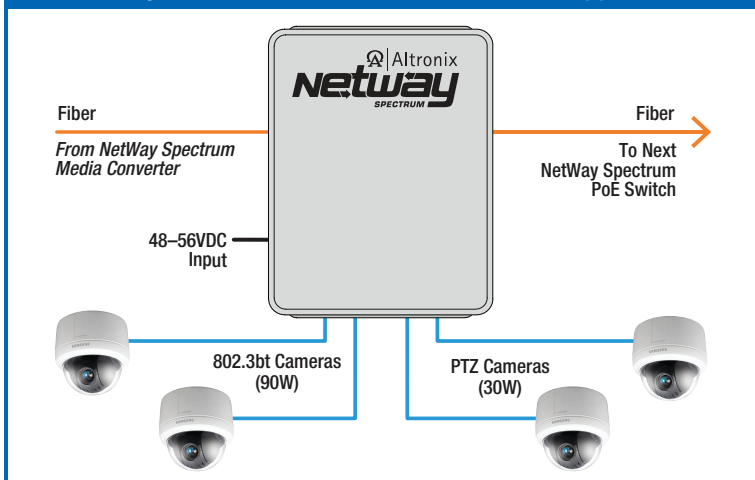 Altronix
Netway
SPECTRUM
Fiber
From NetWay Spectrum
Media Converter
Fiber
To Next
NetWay Spectrum
PoE Switch
48–56VDC
Input
802.3bt Cameras
(90W)
PTZ Cameras
(30W)